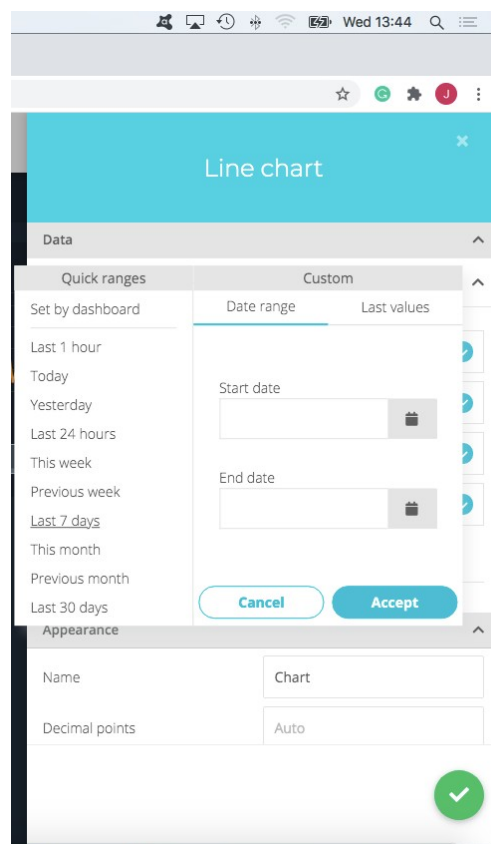 Wed 13:44
J
Line chart
Data
Quick ranges
Custom
Set by dashboard
Date range
Last values
Last 1 hour
Today
Yesterday
Last 24 hours
This week
Previous week
Last 7 days
This month
Previous month
Last 30 days
Start date
End date
Cancel
Accept
Appearance
Name
Chart
Decimal points
Auto